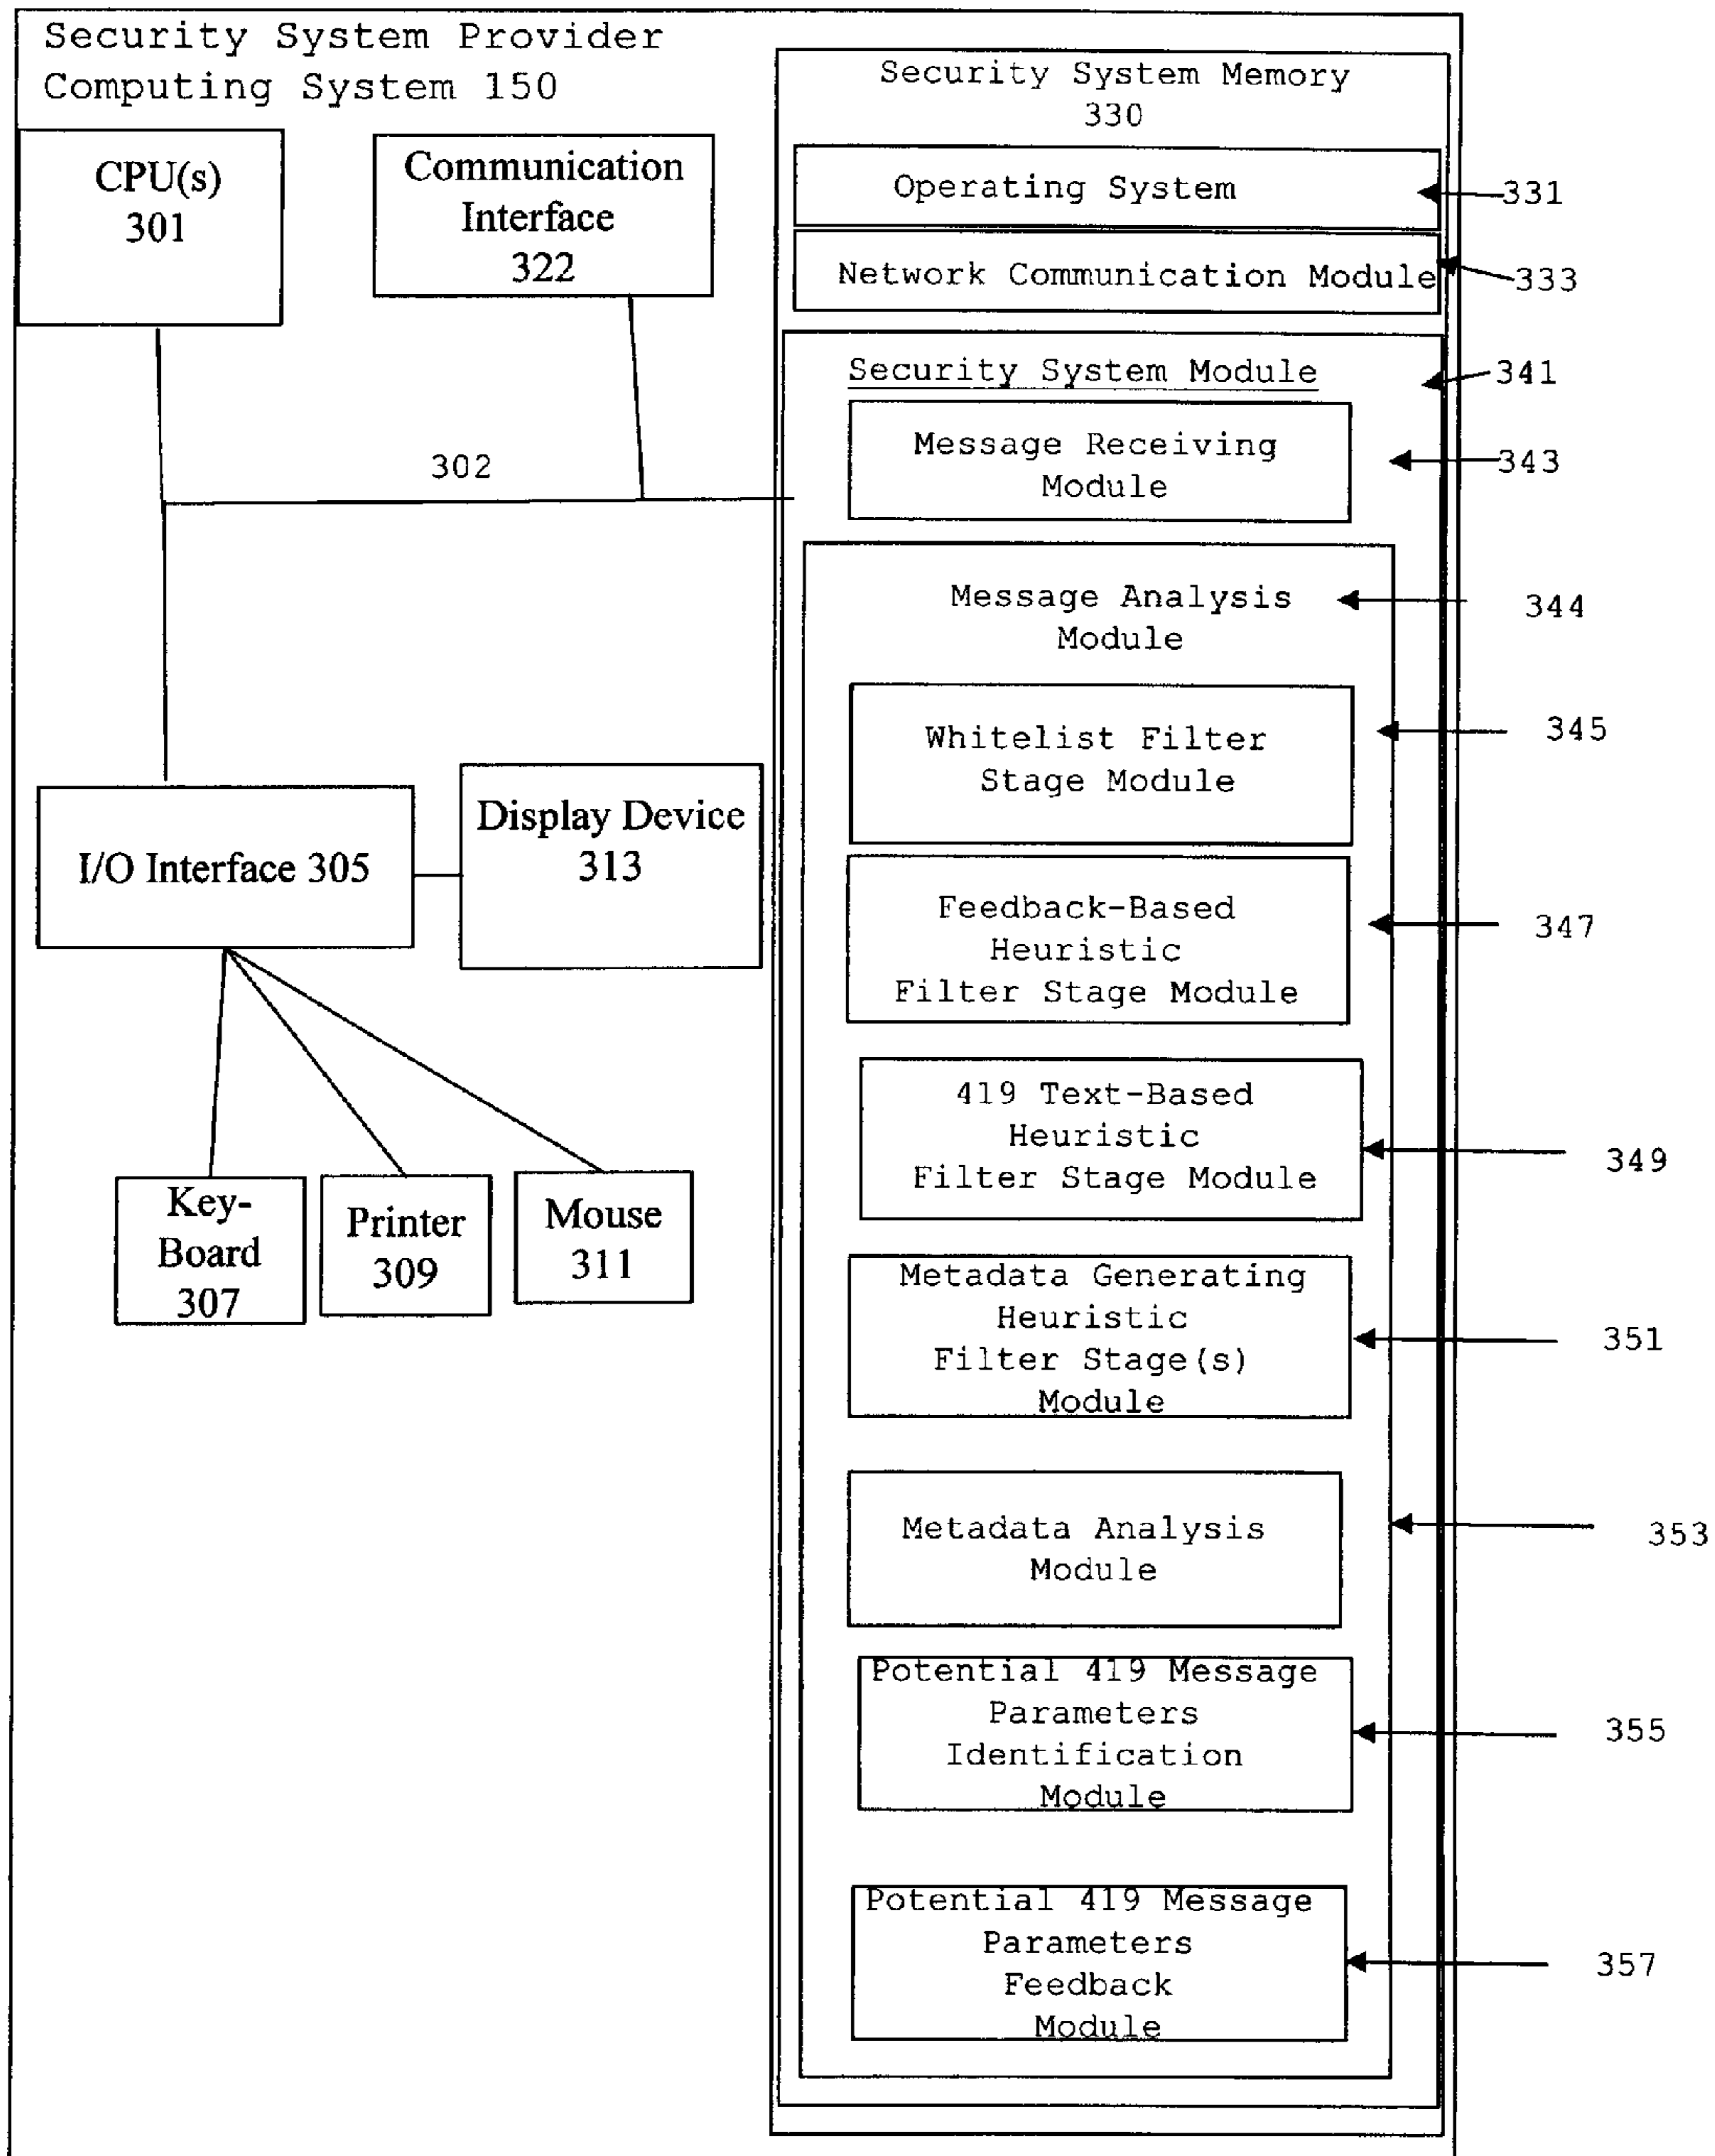 Security System Provider
Computing System 150
CPU(s)
301
Communication
Interface
322
302
I/O Interface 305
Display Device
313
Key-
Board
307
Printer
309
Mouse
311
Security System Memory
330
Operating System
331
Network Communication Module
333
Security System Module
341
Message Receiving
Module
343
Message Analysis
Module
344
Whitelist Filter
Stage Module
345
Feedback-Based
Heuristic
Filter Stage Module
347
419 Text-Based
Heuristic
Filter Stage Module
349
Metadata Generating
Heuristic
Filter Stage(s)
Module
351
Metadata Analysis
Module
353
Potential 419 Message
Parameters
Identification
Module
355
Potential 419 Message
Parameters
Feedback
Module
357